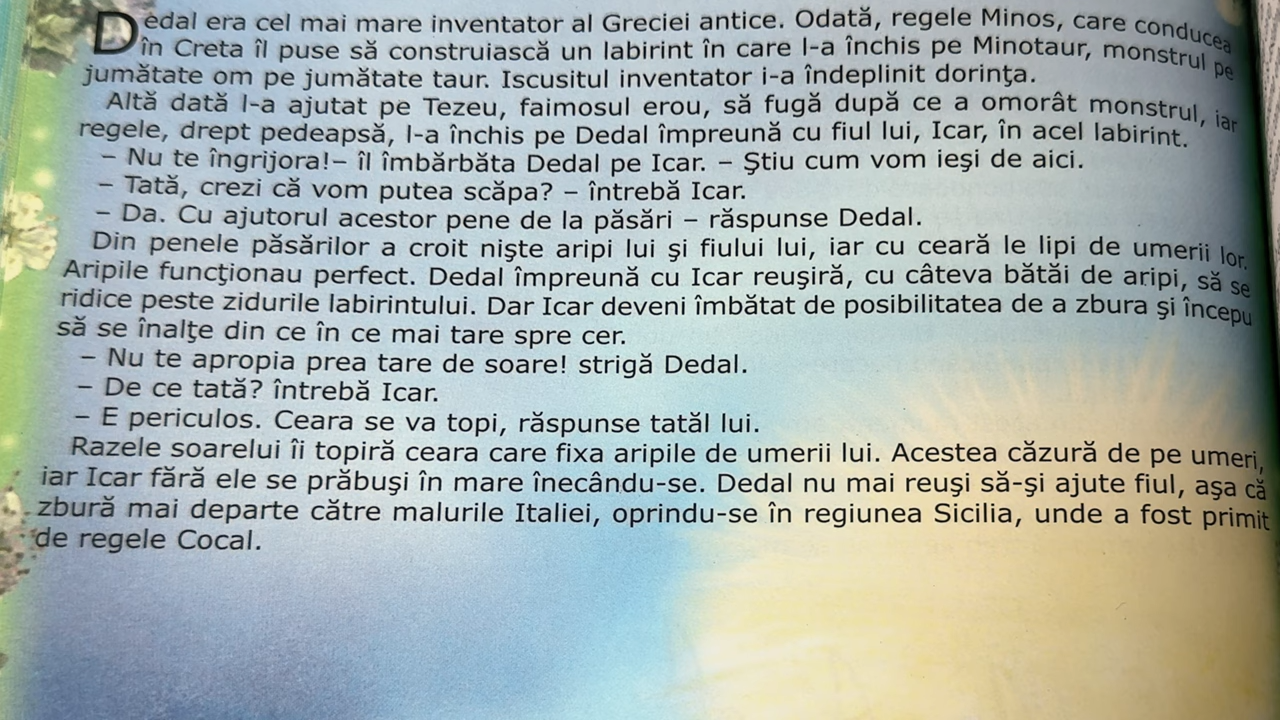 Dedal era cel mai mare inventator al Greciei antice. Odată, regele Minos, care conducea
în Creta îl puse să construiască un labirint în care l-a închis pe Minotaur, monstrul pe
jumătate om pe jumătate taur. Iscusitul inventator i-a îndeplinit dorinţa.
Altă dată l-a ajutat pe Tezeu, faimosul erou, să fugă după ce a omorât monstrul, iar
regele, drept pedeapsă, l-a închis pe Dedal împreună cu fiul lui, Icar, în acel labirint.
– Nu te îngrijora!– îl îmbărbăta Dedal pe Icar. – Ştiu cum vom ieşi de aici.
– Tată, crezi că vom putea scăpa? – întrebă Icar.
– Da. Cu ajutorul acestor pene de la păsări – răspunse Dedal.
Din penele păsărilor a croit nişte aripi lui şi fiului lui, iar cu ceară le lipi de umerii lor.
Aripile funcţionau perfect. Dedal împreună cu Icar reuşiră, cu câteva bătăi de aripi, să se
ridice peste zidurile labirintului. Dar Icar deveni îmbătat de posibilitatea de a zbura şi începu
să se înalţe din ce în ce mai tare spre cer.
– Nu te apropia prea tare de soare! strigă Dedal.
– De ce tată? întrebă Icar.
– E periculos. Ceara se va topi, răspunse tatăl lui.
Razele soarelui îi topiră ceara care fixa aripile de umerii lui. Acestea căzură de pe umeri,
iar Icar fără ele se prăbuşi în mare înecându-se. Dedal nu mai reuşi să-şi ajute fiul, aşa că
zbură mai departe către malurile Italiei, oprindu-se în regiunea Sicilia, unde a fost primit
de regele Cocal.